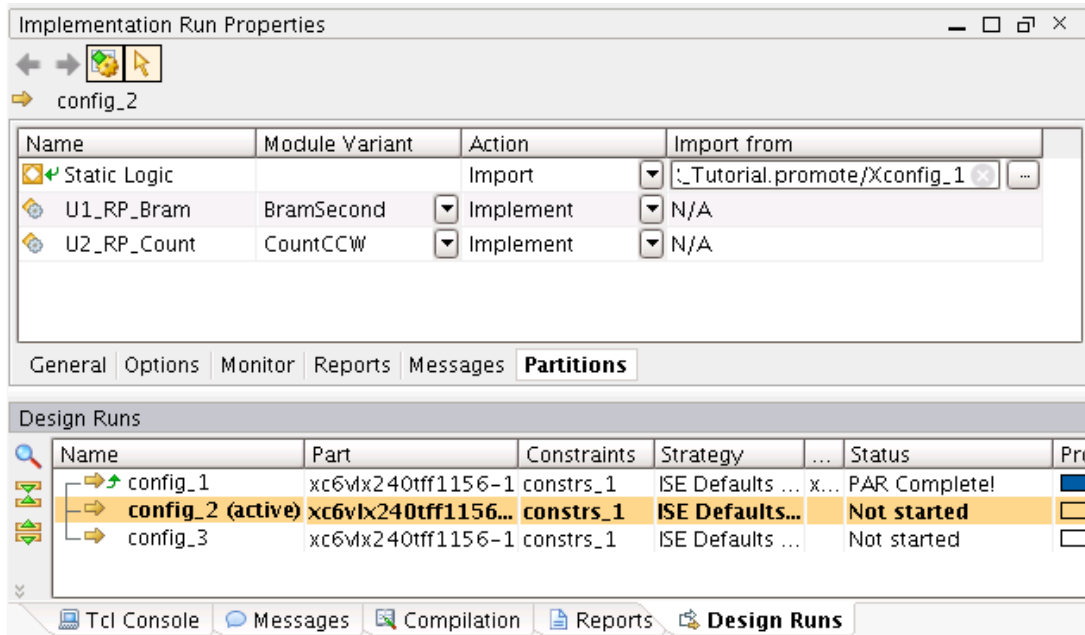 Implementation Run Properties
config_2
Name Module Variant Action Import from
Static Logic Import :_Tutorial.promote/Xconfig_1 ...
U1_RP_Bram BramSecond Implement N/A
U2_RP_Count CountCCW Implement N/A
General Options Monitor Reports Messages Partitions
Design Runs
Name Part Constraints Strategy ... Status Pro
config_1 xc6vlx240tff1156-1 constrs_1 ISE Defaults ... x... PAR Complete!
config_2 (active) xc6vlx240tff1156... constrs_1 ISE Defaults... Not started
config_3 xc6vlx240tff1156-1 constrs_1 ISE Defaults ... Not started
Tcl Console Messages Compilation Reports Design Runs